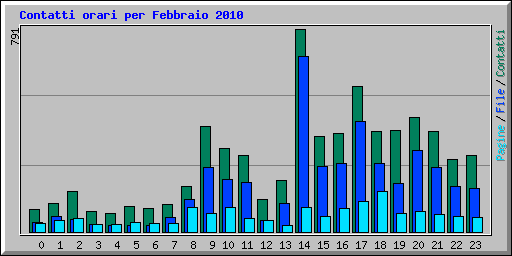 Contatti orari per Febbraio 2010
791
Pagine / File / Contatti
0 1 2 3 4 5 6 7 8 9 10 11 12 13 14 15 16 17 18 19 20 21 22 23